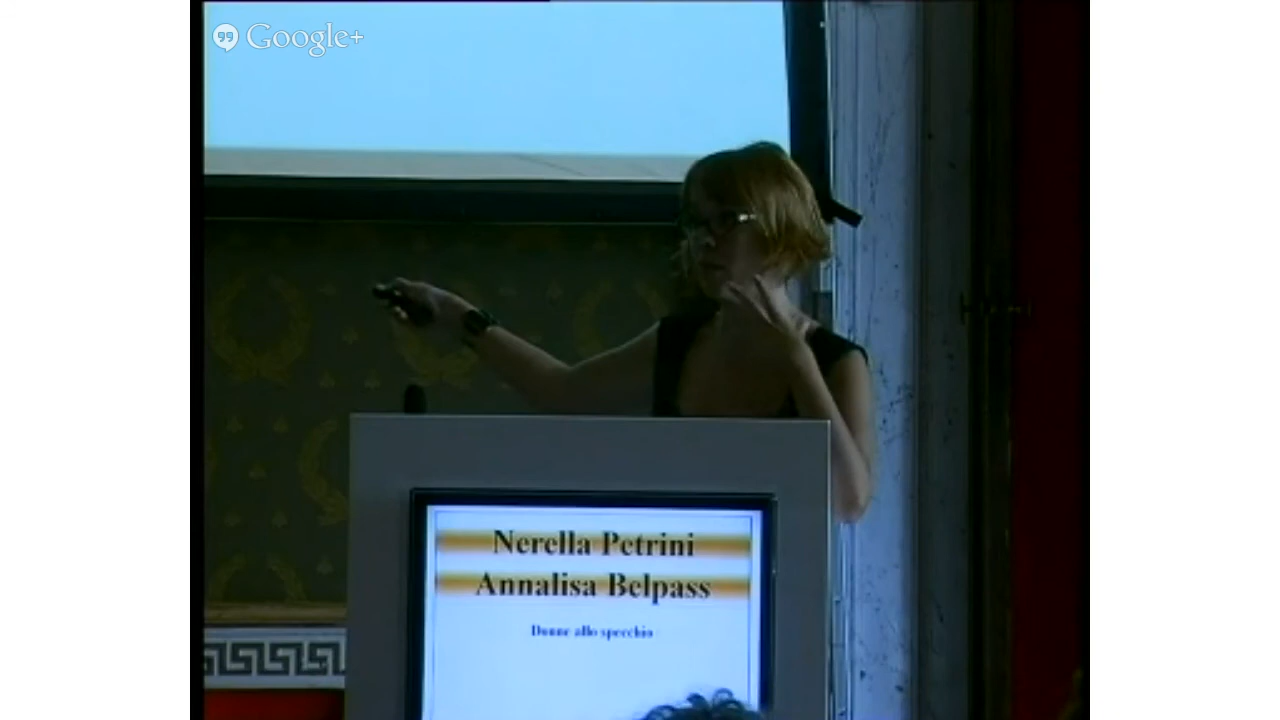 Google+
Nerella Petrini
Annalisa Belpass
Donne allo specchio